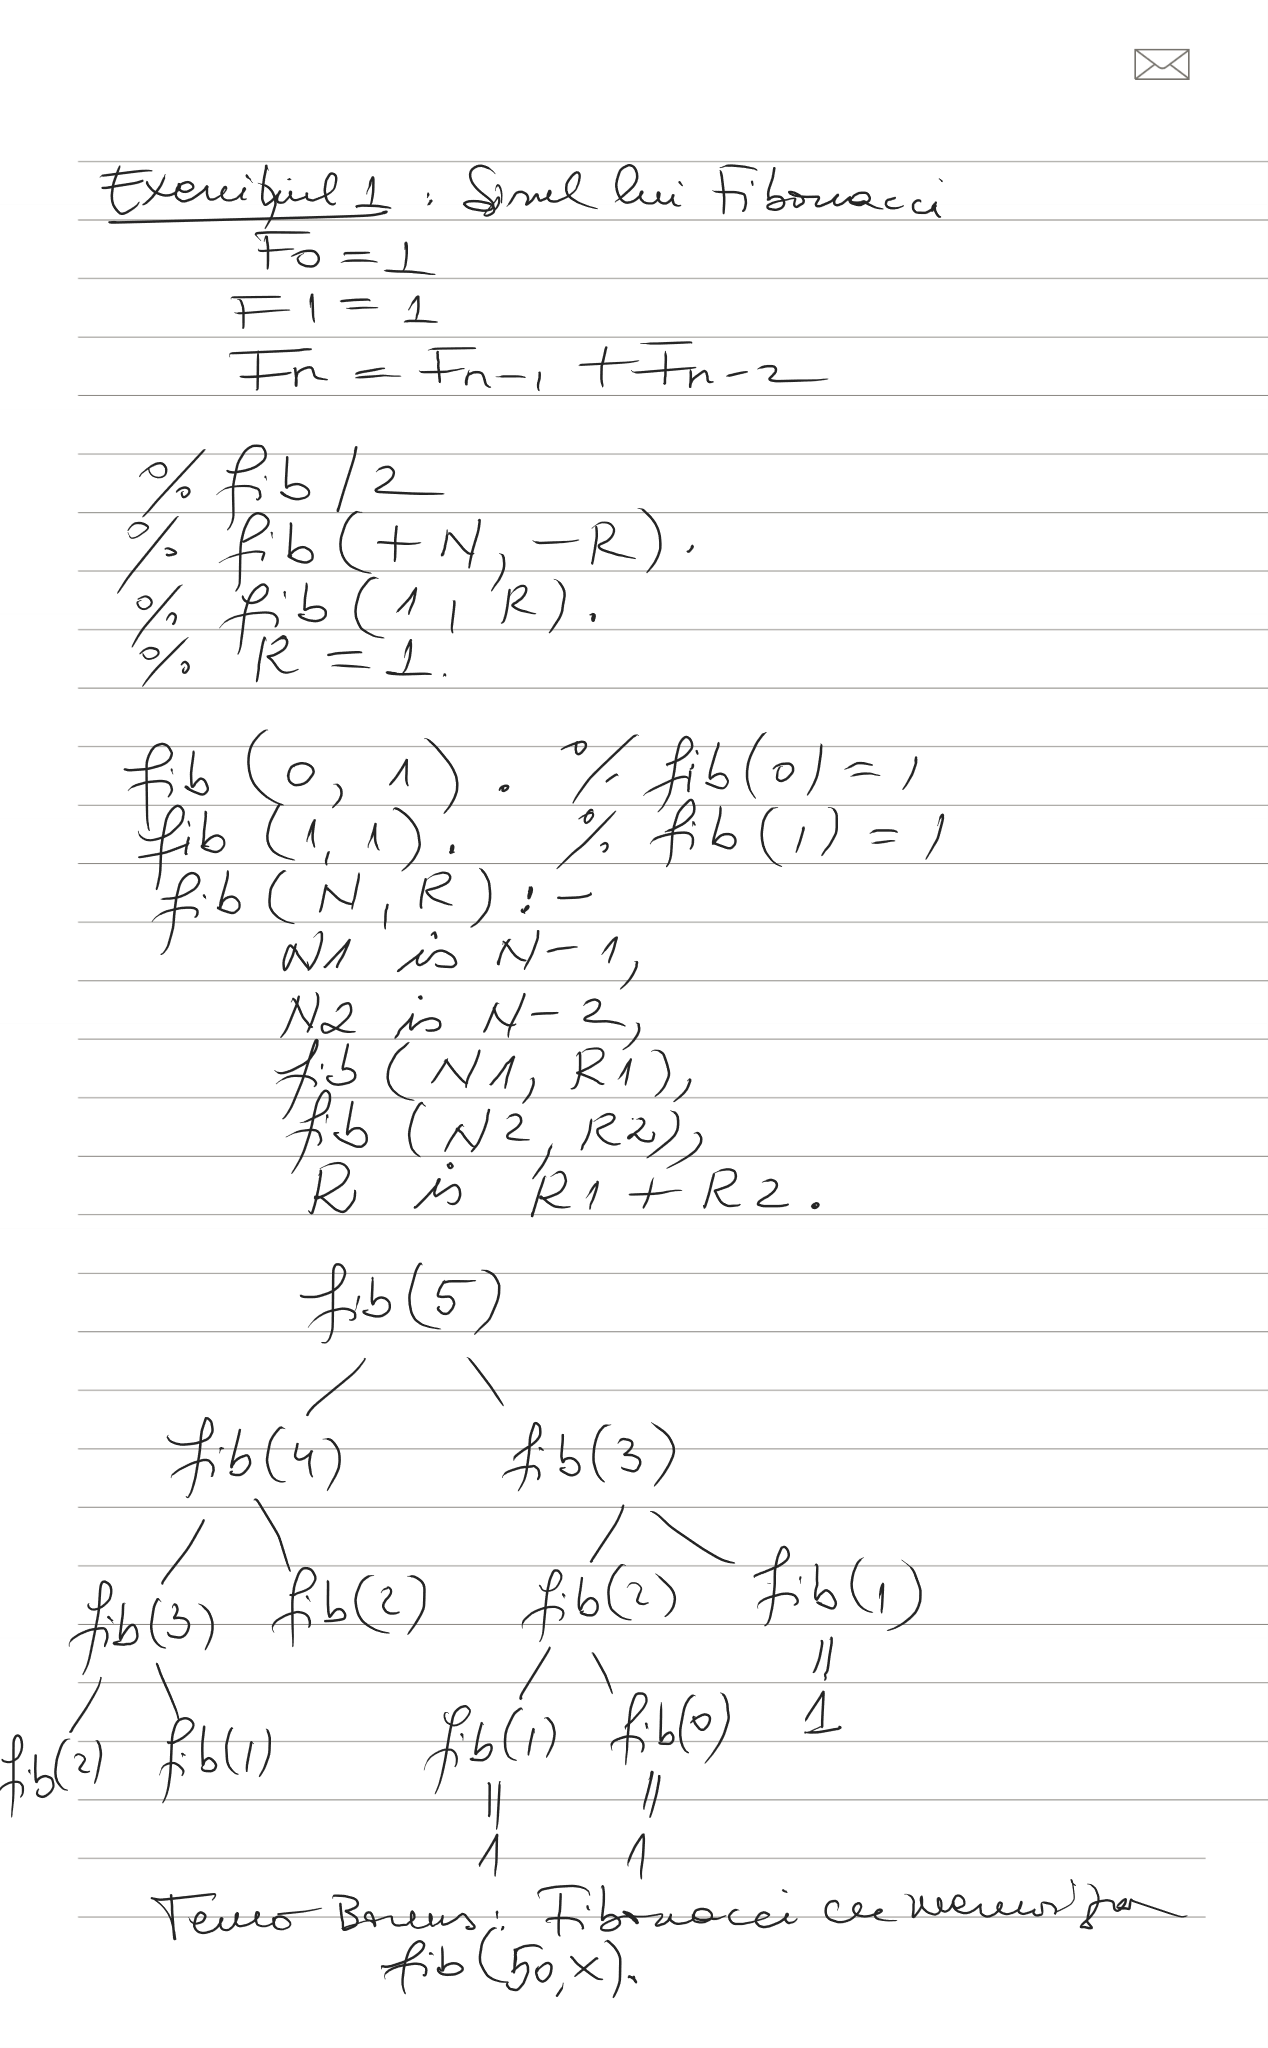 Exercițiul 1 : Șirul lui Fibonacci
F0 = 1
F1 = 1
Fn = Fn-1 + Fn-2
% fib /2
% fib (+N, -R).
% fib (1, R).
% R = 1.
fib (0, 1). % fib(0) = 1
fib (1, 1). % fib(1) = 1
fib (N, R) :-
N1 is N-1,
N2 is N-2,
fib (N1, R1),
fib (N2, R2),
R is R1 + R2.
fib(5)
fib(4) fib(3)
fib(3) fib(2) fib(2) fib(1)
fib(2) fib(1) fib(1) fib(0) 1
1 1
Temă Bonus: Fibonacci cu
fib(50,X).